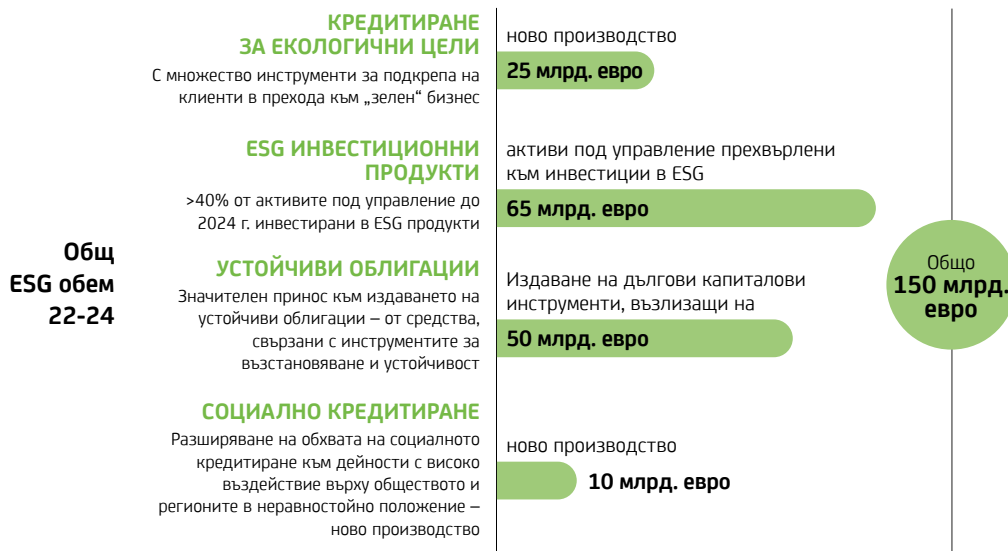 Общ
ESG обем
22-24
КРЕДИТИРАНЕ
ЗА ЕКОЛОГИЧНИ ЦЕЛИ
С множество инструменти за подкрепа на
клиенти в прехода към „зелен“ бизнес
ново производство
25 млрд. евро
ESG ИНВЕСТИЦИОННИ
ПРОДУКТИ
>40% от активите под управление до
2024 г. инвестирани в ESG продукти
активи под управление прехвърлени
към инвестиции в ESG
65 млрд. евро
УСТОЙЧИВИ ОБЛИГАЦИИ
Значителен принос към издаването на
устойчиви облигации – от средства,
свързани с инструментите за
възстановяване и устойчивост
Издаване на дългови капиталови
инструменти, възлизащи на
50 млрд. евро
СОЦИАЛНО КРЕДИТИРАНЕ
Разширяване на обхвата на социалното
кредитиране към дейности с високо
въздействие върху обществото и
регионите в неравностойно положение –
ново производство
ново производство
10 млрд. евро
Общо
150 млрд.
евро